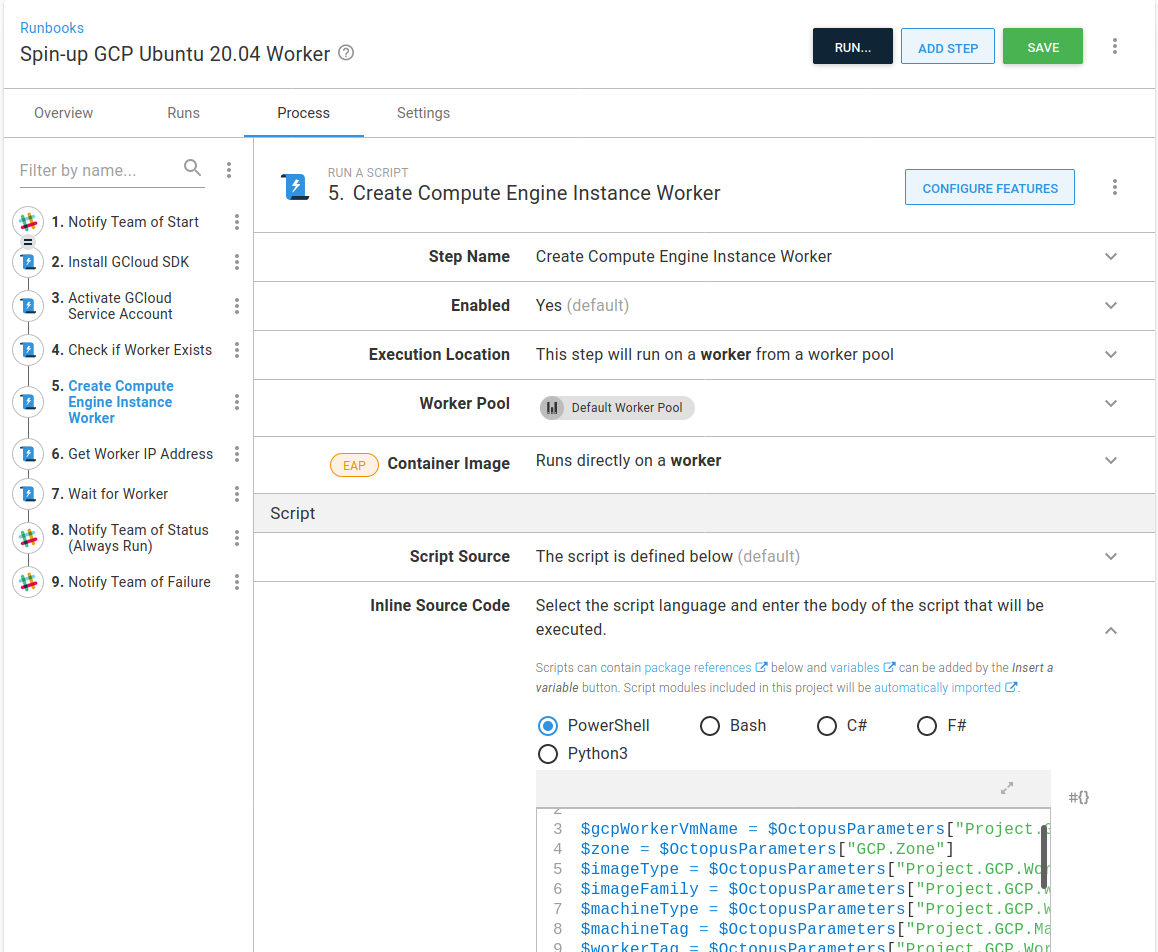 Runbooks
Spin-up GCP Ubuntu 20.04 Worker
RUN...
ADD STEP
SAVE
Overview
Runs
Process
Settings
Filter by name...
1. Notify Team of Start
2. Install GCloud SDK
3. Activate GCloud
Service Account
4. Check if Worker Exists
5. Create Compute
Engine Instance
Worker
6. Get Worker IP Address
7. Wait for Worker
8. Notify Team of Status
(Always Run)
9. Notify Team of Failure
RUN A SCRIPT
5. Create Compute Engine Instance Worker
CONFIGURE FEATURES
Step Name Create Compute Engine Instance Worker
Enabled Yes (default)
Execution Location This step will run on a worker from a worker pool
Worker Pool Default Worker Pool
EAP Container Image Runs directly on a worker
Script
Script Source The script is defined below (default)
Inline Source Code Select the script language and enter the body of the script that will be
executed.
Scripts can contain package references below and variables can be added by the Insert a
variable button. Script modules included in this project will be automatically imported.
PowerShell Bash C# F#
Python3
#{}
2
3 $gcpWorkerVmName = $OctopusParameters["Project.G
4 $zone = $OctopusParameters["GCP.Zone"]
5 $imageType = $OctopusParameters["Project.GCP.Wor
6 $imageFamily = $OctopusParameters["Project.GCP.W
7 $machineType = $OctopusParameters["Project.GCP.W
8 $machineTag = $OctopusParameters["Project.GCP.Ma
9 $workerTag = $OctopusParameters["Project.GCP.Wor